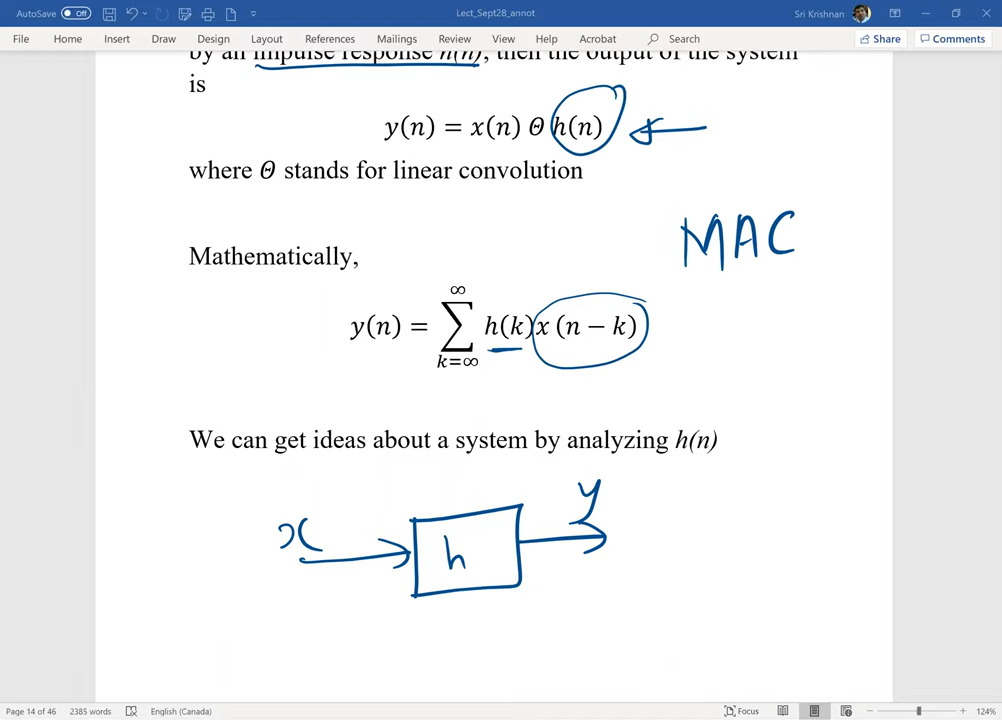 AutoSave Off Lect_Sept28_annot Sri Krishnan
File Home Insert Draw Design Layout References Mailings Review View Help Acrobat Search Share Comments
by an impulse response h(n), then the output of the system
is
y(n) = x(n) Θ h(n)
where Θ stands for linear convolution
MAC
Mathematically,
∞
y(n) = ∑ h(k)x (n − k)
k=∞
We can get ideas about a system by analyzing h(n)
x h y
Page 14 of 46 2385 words English (Canada) Focus 124%